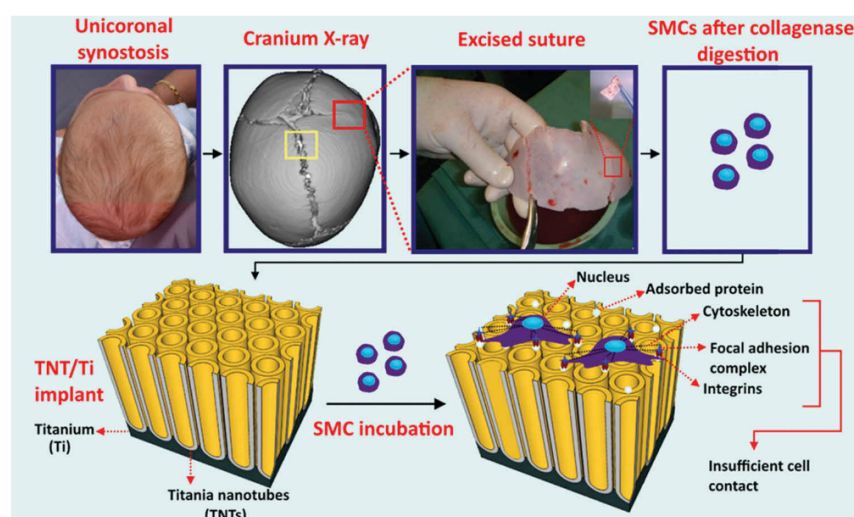 Unicoronal
synostosis
Cranium X-ray
Excised suture
SMCs after collagenase
digestion
Nucleus
Adsorbed protein
Cytoskeleton
Focal adhesion
complex
Integrins
TNT/Ti
implant
SMC incubation
Titanium
(Ti)
Titania nanotubes
(TNTs)
Insufficient cell
contact